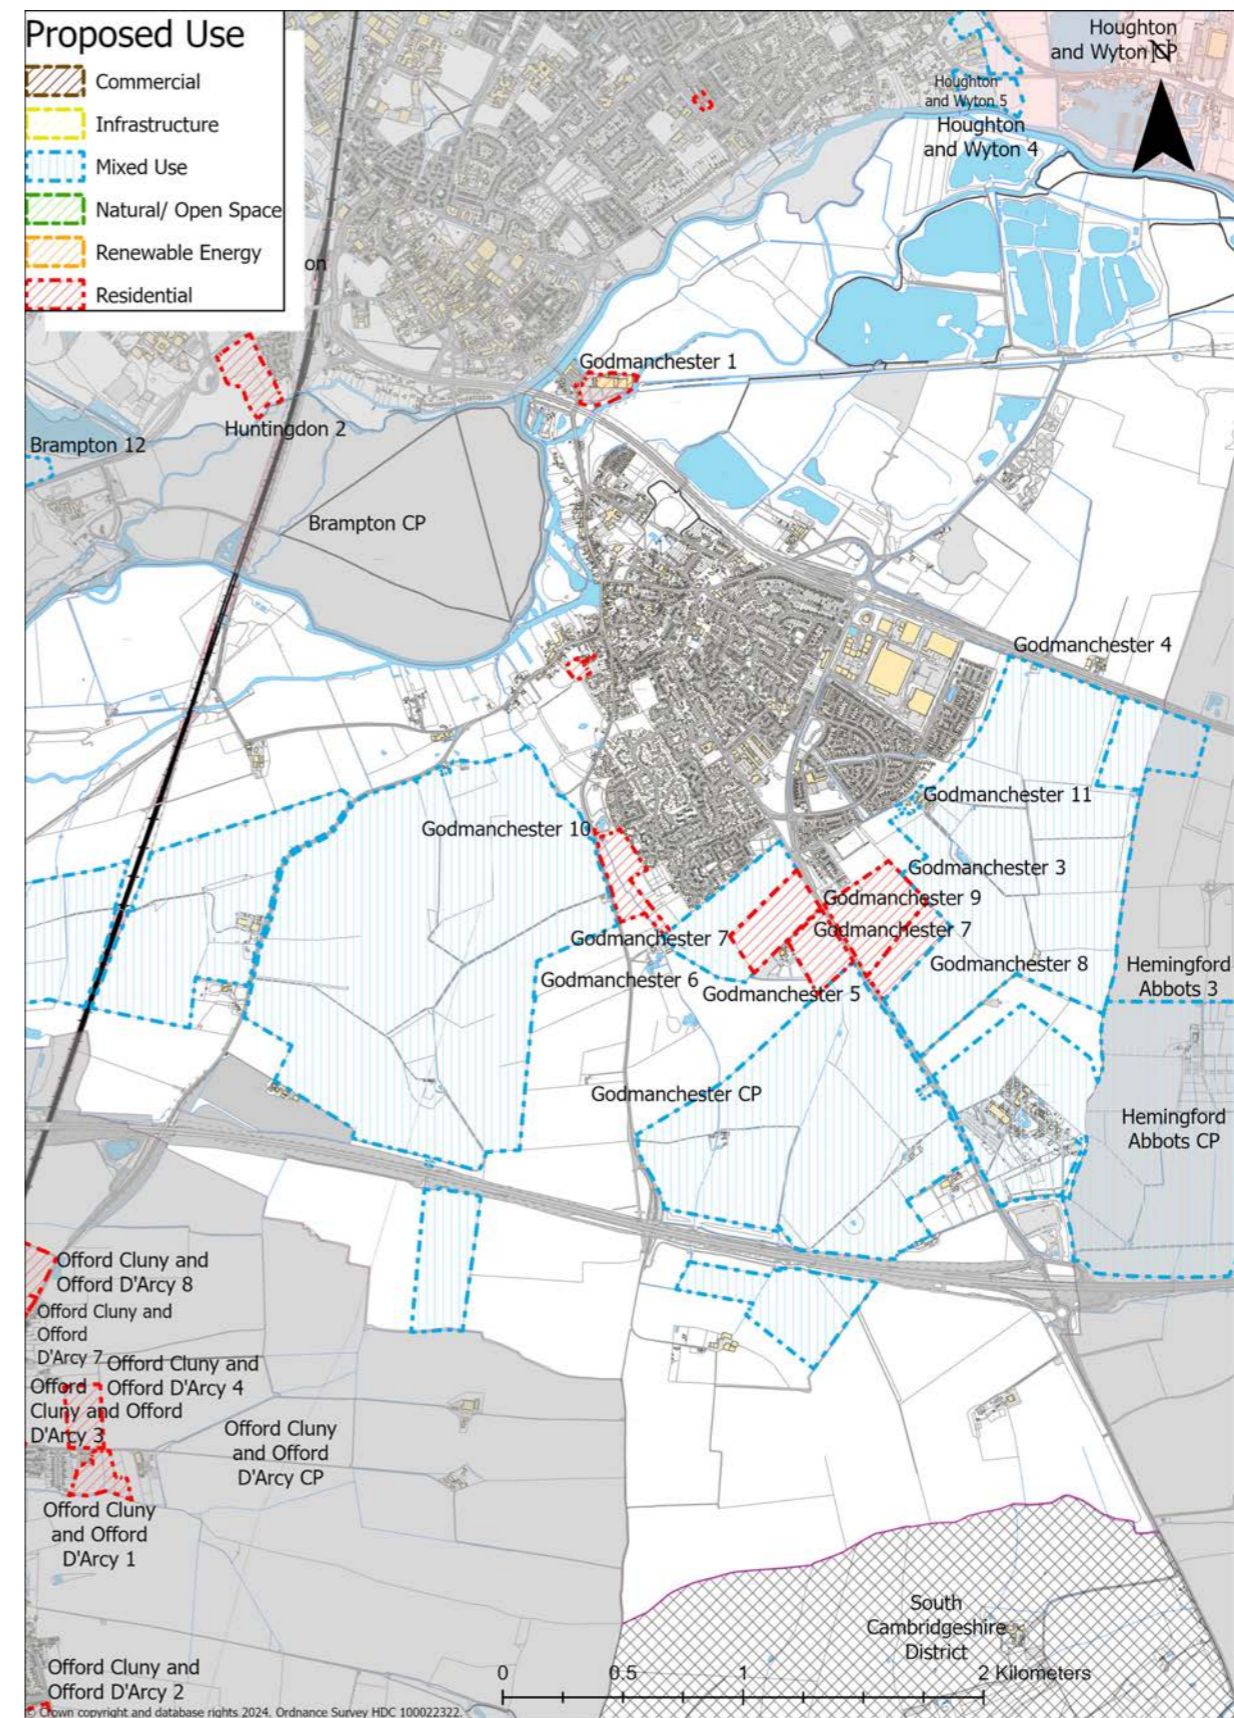 Proposed Use
Commercial
Infrastructure
Mixed Use
Natural/ Open Space
Renewable Energy
Residential
on
Houghton
and Wyton CP
N
Houghton
and Wyton 5
Houghton
and Wyton 4
Godmanchester 1
Huntingdon 2
Brampton 12
Brampton CP
Godmanchester 4
Godmanchester 11
Godmanchester 10
Godmanchester 3
Godmanchester 9
Godmanchester 7
Godmanchester 7
Godmanchester 6
Godmanchester 5
Godmanchester 8
Hemingford
Abbots 3
Godmanchester CP
Hemingford
Abbots CP
Offord Cluny and
Offord D'Arcy 8
Offord Cluny and
Offord
D'Arcy 7
Offord Cluny and
Offord D'Arcy 4
Offord
Cluny and Offord
D'Arcy 3
Offord Cluny
and Offord
D'Arcy CP
Offord Cluny
and Offord
D'Arcy 1
South
Cambridgeshire
District
Offord Cluny and
Offord D'Arcy 2
0 0.5 1 2 Kilometers
© Crown copyright and database rights 2024. Ordnance Survey HDC 100022322.